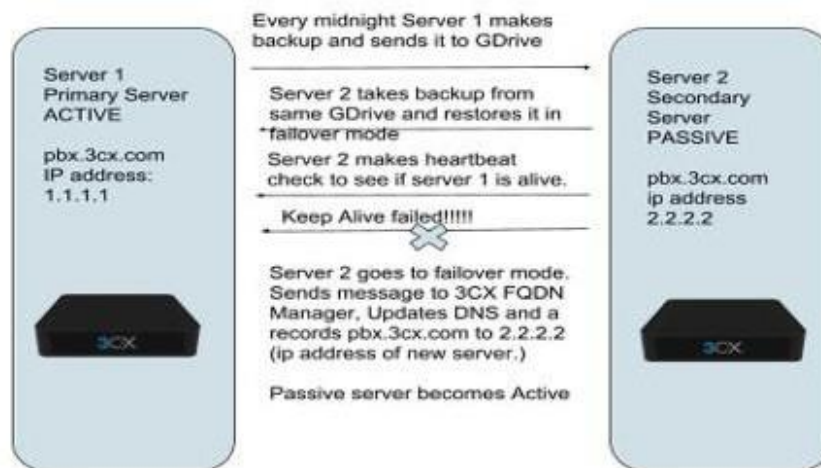 Every midnight Server 1 makes
backup and sends it to GDrive
Server 1
Primary Server
ACTIVE
pbx.3cx.com
IP address:
1.1.1.1
Server 2 takes backup from
same GDrive and restores it in
failover mode
Server 2 makes heartbeat
check to see if server 1 is alive.
Keep Alive failed!!!!!
Server 2 goes to failover mode.
Sends message to 3CX FQDN
Manager, Updates DNS and a
records pbx.3cx.com to 2.2.2.2
(ip address of new server.)
Passive server becomes Active
Server 2
Secondary
Server
PASSIVE
pbx.3cx.com
ip address
2.2.2.2
3CX
3CX